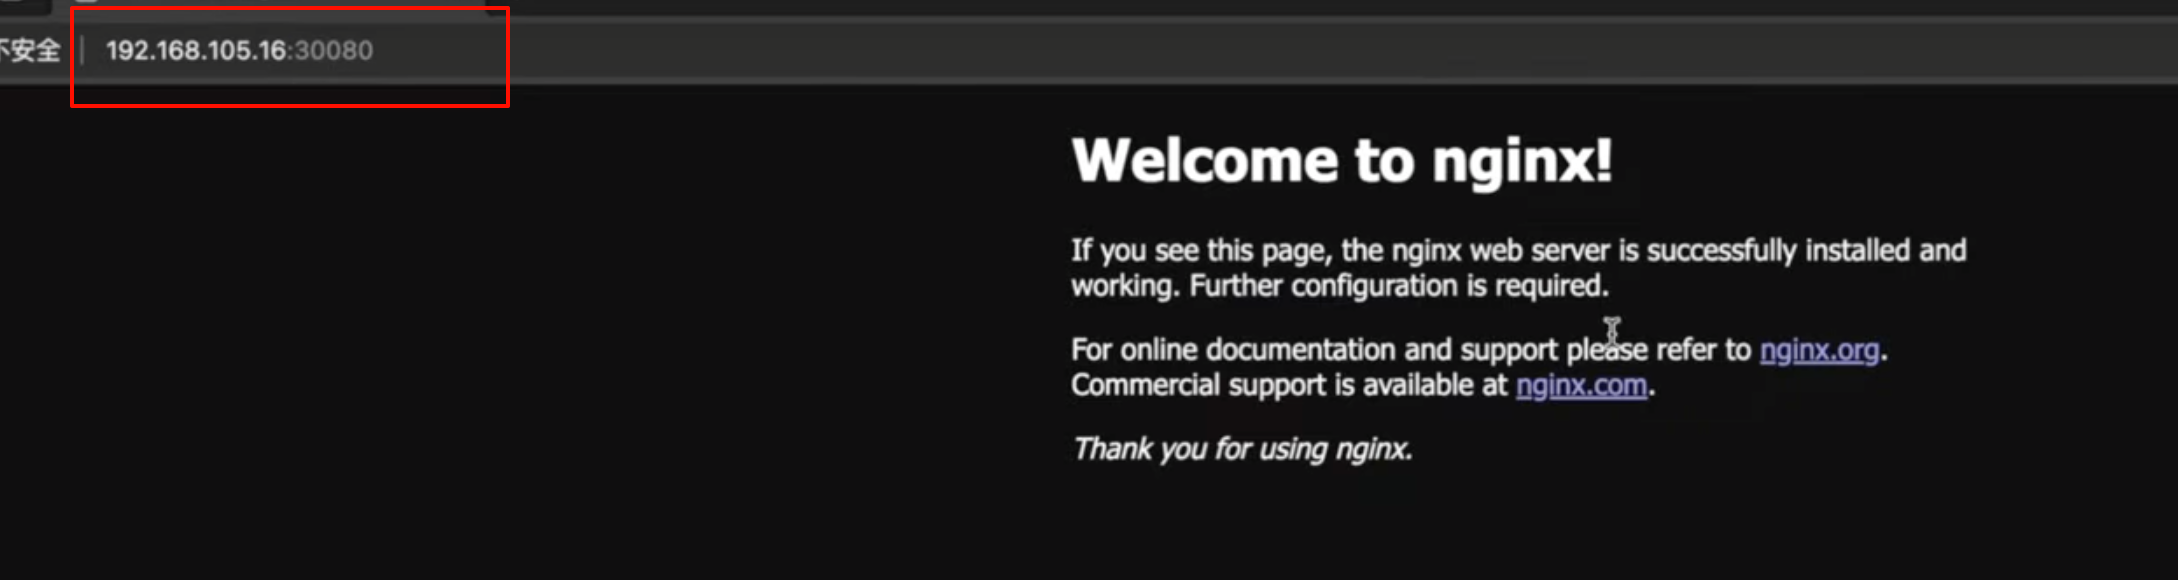 不安全 192.168.105.16:30080
Welcome to nginx!
If you see this page, the nginx web server is successfully installed and
working. Further configuration is required.
For online documentation and support please refer to nginx.org.
Commercial support is available at nginx.com.
Thank you for using nginx.